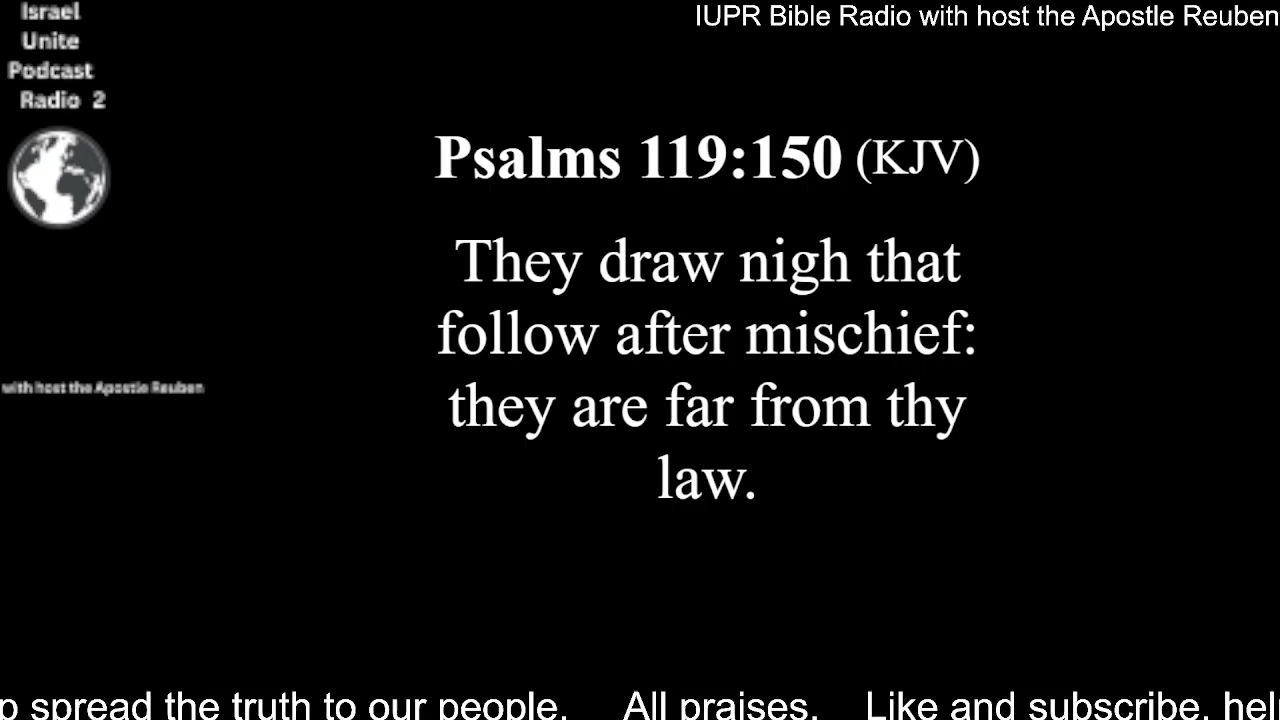 Israel
Unite
Podcast
Radio 2
IUPR Bible Radio with host the Apostle Reuben
Psalms 119:150 (KJV)
They draw nigh that
follow after mischief:
they are far from thy
law.
with host the Apostle Reuben
p spread the truth to our people. All praises. Like and subscribe, hel